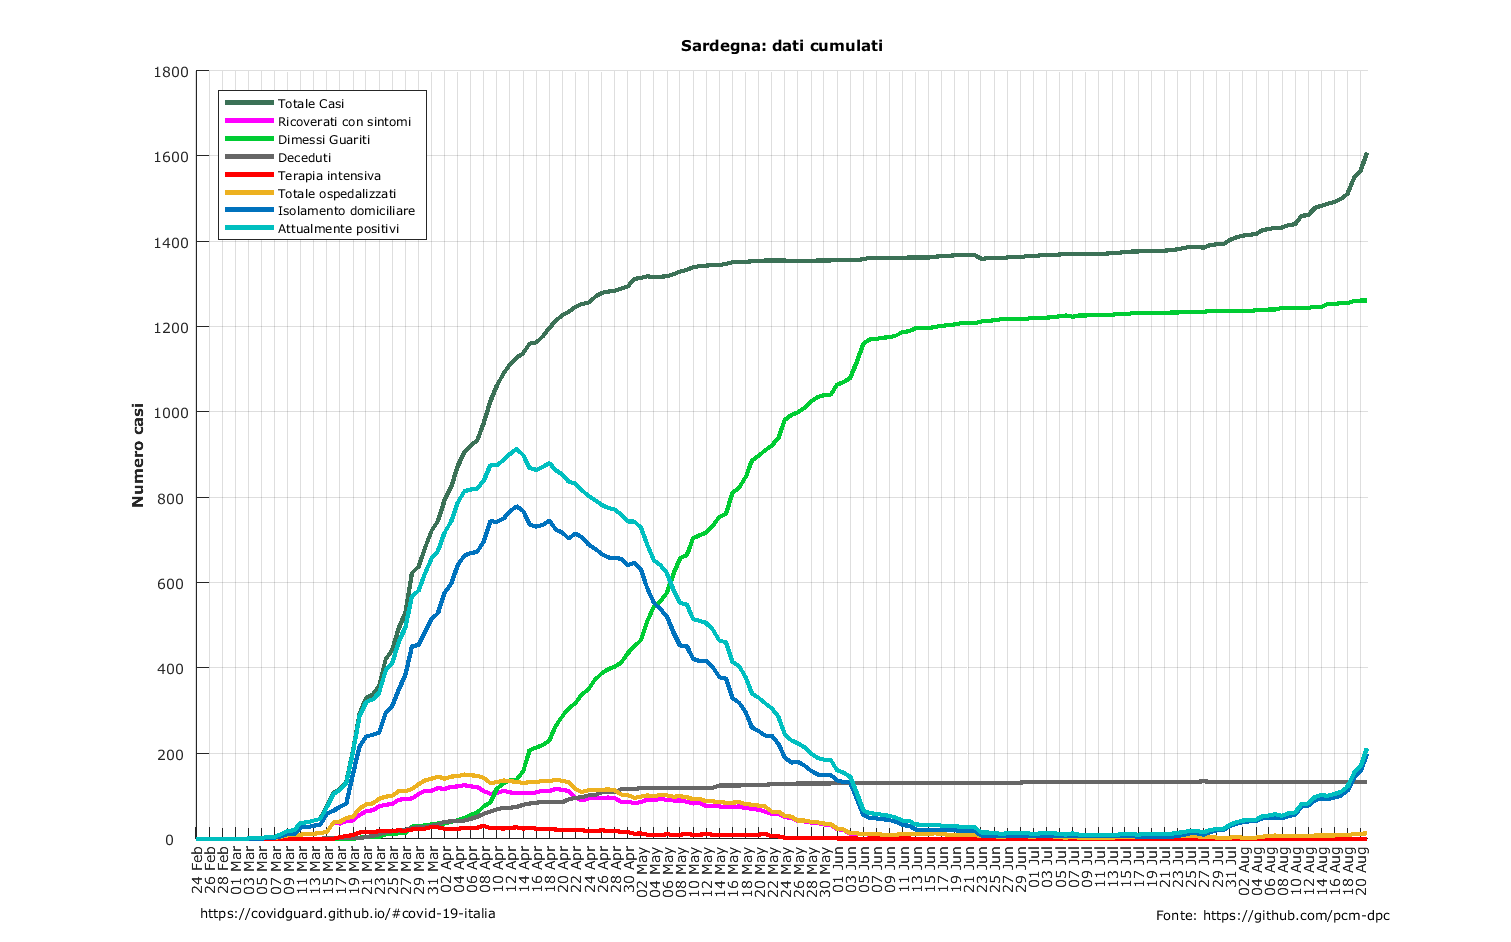 Sardegna: dati cumulati
1800
1600
1400
1200
1000
800
600
400
200
0
Numero casi
Totale Casi
Ricoverati con sintomi
Dimessi Guariti
Deceduti
Terapia intensiva
Totale ospedalizzati
Isolamento domiciliare
Attualmente positivi
24 Feb
26 Feb
28 Feb
01 Mar
03 Mar
05 Mar
07 Mar
09 Mar
11 Mar
13 Mar
15 Mar
17 Mar
19 Mar
21 Mar
23 Mar
25 Mar
27 Mar
29 Mar
31 Mar
02 Apr
04 Apr
06 Apr
08 Apr
10 Apr
12 Apr
14 Apr
16 Apr
18 Apr
20 Apr
22 Apr
24 Apr
26 Apr
28 Apr
30 Apr
02 May
04 May
06 May
08 May
10 May
12 May
14 May
16 May
18 May
20 May
22 May
24 May
26 May
28 May
30 May
01 Jun
03 Jun
05 Jun
07 Jun
09 Jun
11 Jun
13 Jun
15 Jun
17 Jun
19 Jun
21 Jun
23 Jun
25 Jun
27 Jun
29 Jun
01 Jul
03 Jul
05 Jul
07 Jul
09 Jul
11 Jul
13 Jul
15 Jul
17 Jul
19 Jul
21 Jul
23 Jul
25 Jul
27 Jul
29 Jul
31 Jul
02 Aug
04 Aug
06 Aug
08 Aug
10 Aug
12 Aug
14 Aug
16 Aug
18 Aug
20 Aug
https://covidguard.github.io/#covid-19-italia
Fonte: https://github.com/pcm-dpc